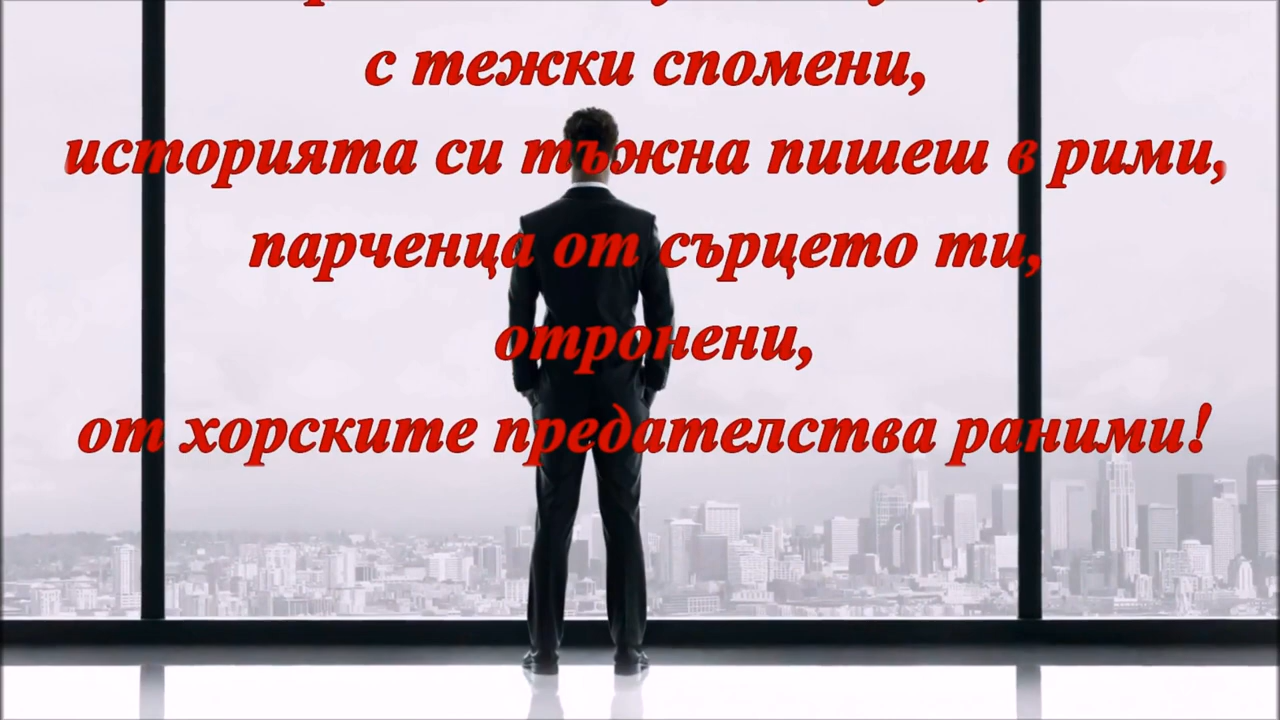 с тежки спомени,
историята си тъжна пишеш в рими,
парченца от сърцето ти,
отронени,
от хорските предателства раними!